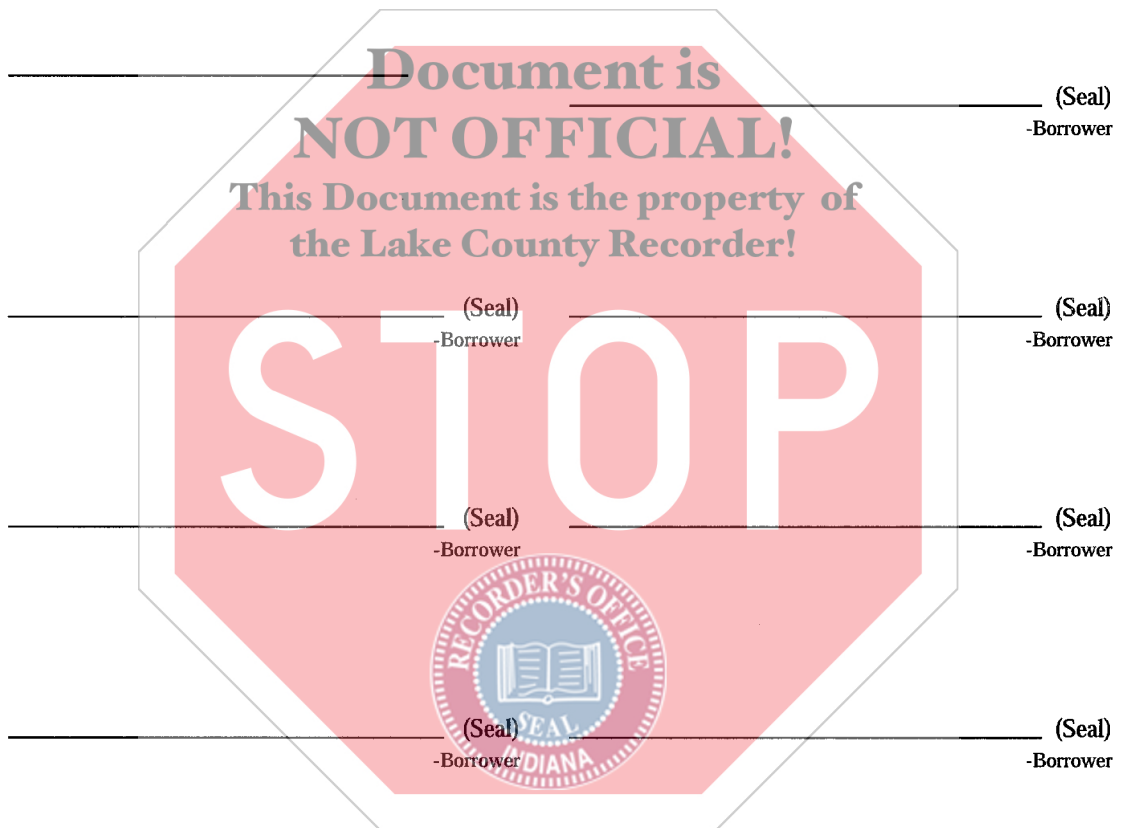 Document is
(Seal)
-Borrower
NOT OFFICIAL!
This Document is the property of
the Lake County Recorder!
(Seal) (Seal)
-Borrower -Borrower
STOP
(Seal) (Seal)
-Borrower -Borrower
RECORDER'S OFFICE
SEAL
INDIANA
(Seal) (Seal)
-Borrower -Borrower